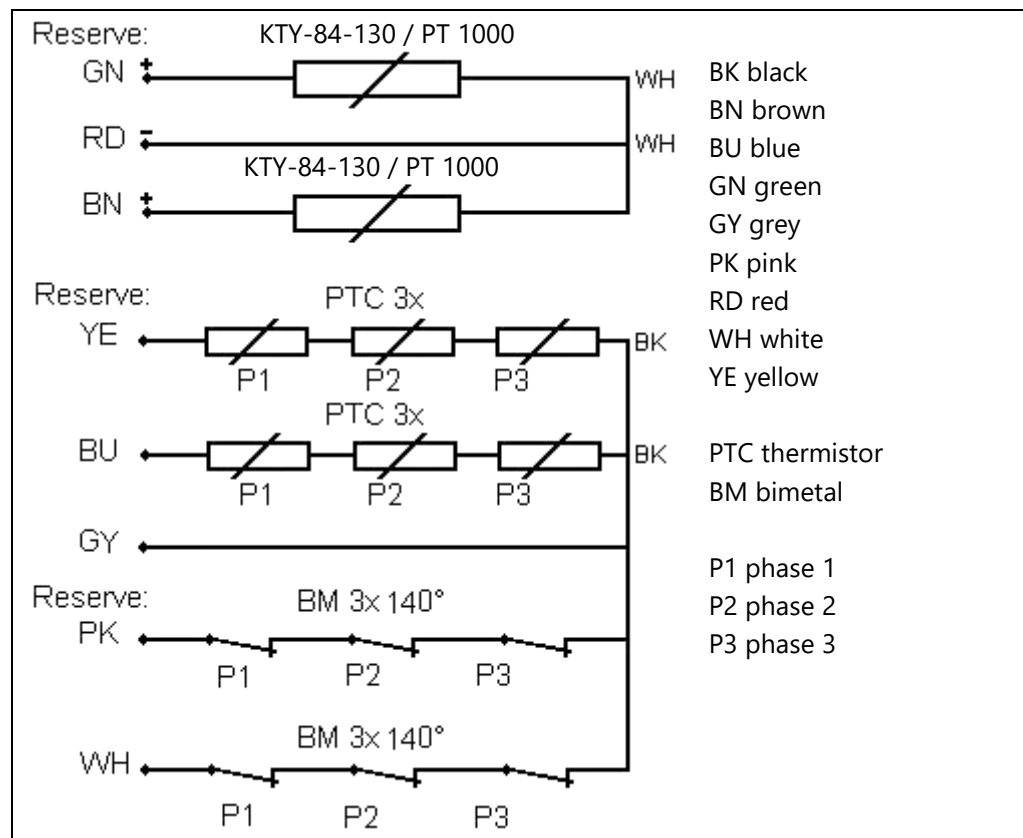 Reserve:
KTY-84-130 / PT 1000
GN + WH
RD - WH
KTY-84-130 / PT 1000
BN +
Reserve:
PTC 3x
YE BK
P1 P2 P3
PTC 3x
BU BK
P1 P2 P3
GY
Reserve:
BM 3x 140°
PK
P1 P2 P3
BM 3x 140°
WH
P1 P2 P3
BK black
BN brown
BU blue
GN green
GY grey
PK pink
RD red
WH white
YE yellow
PTC thermistor
BM bimetal
P1 phase 1
P2 phase 2
P3 phase 3